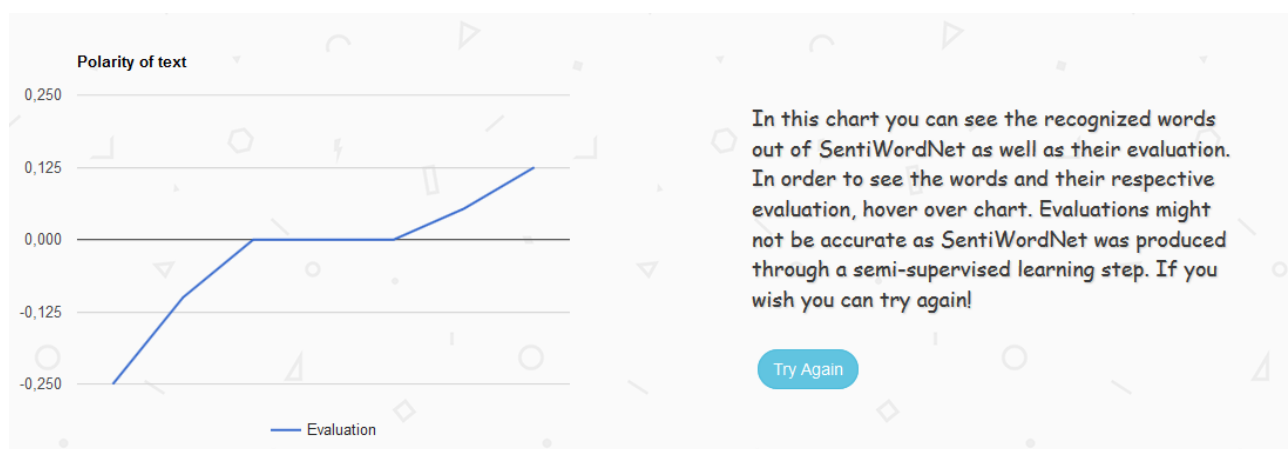 Polarity of text
0,250
0,125
0,000
-0,125
-0,250
Evaluation
In this chart you can see the recognized words
out of SentiWordNet as well as their evaluation.
In order to see the words and their respective
evaluation, hover over chart. Evaluations might
not be accurate as SentiWordNet was produced
through a semi-supervised learning step. If you
wish you can try again!
Try Again